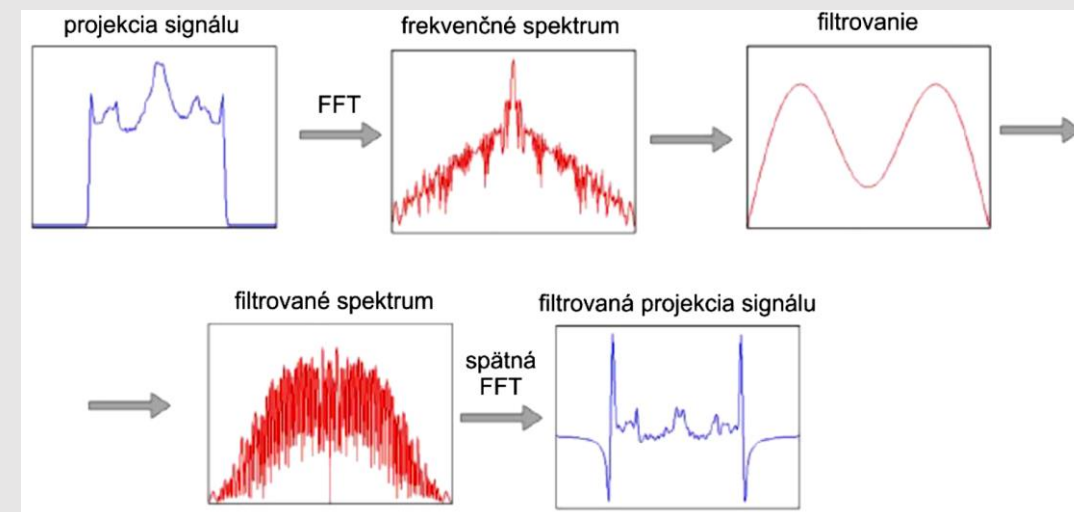 projekcia signálu
frekvenčné spektrum
filtrovanie
FFT
filtrované spektrum
filtrovaná projekcia signálu
spätná
FFT